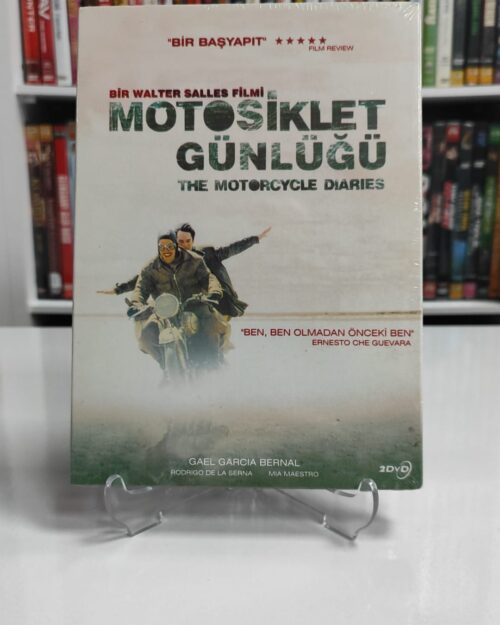 "BİR BAŞYAPIT" ★★★★★
FILM REVIEW
BİR WALTER SALLES FİLMİ
MOTOSİKLET
GÜNLÜĞÜ
THE MOTORCYCLE DIARIES
"BEN, BEN OLMADAN ÖNCEKİ BEN"
ERNESTO CHE GUEVARA
GAEL GARCIA BERNAL
RODRIGO DE LA SERNA MIA MAESTRO
2DVD